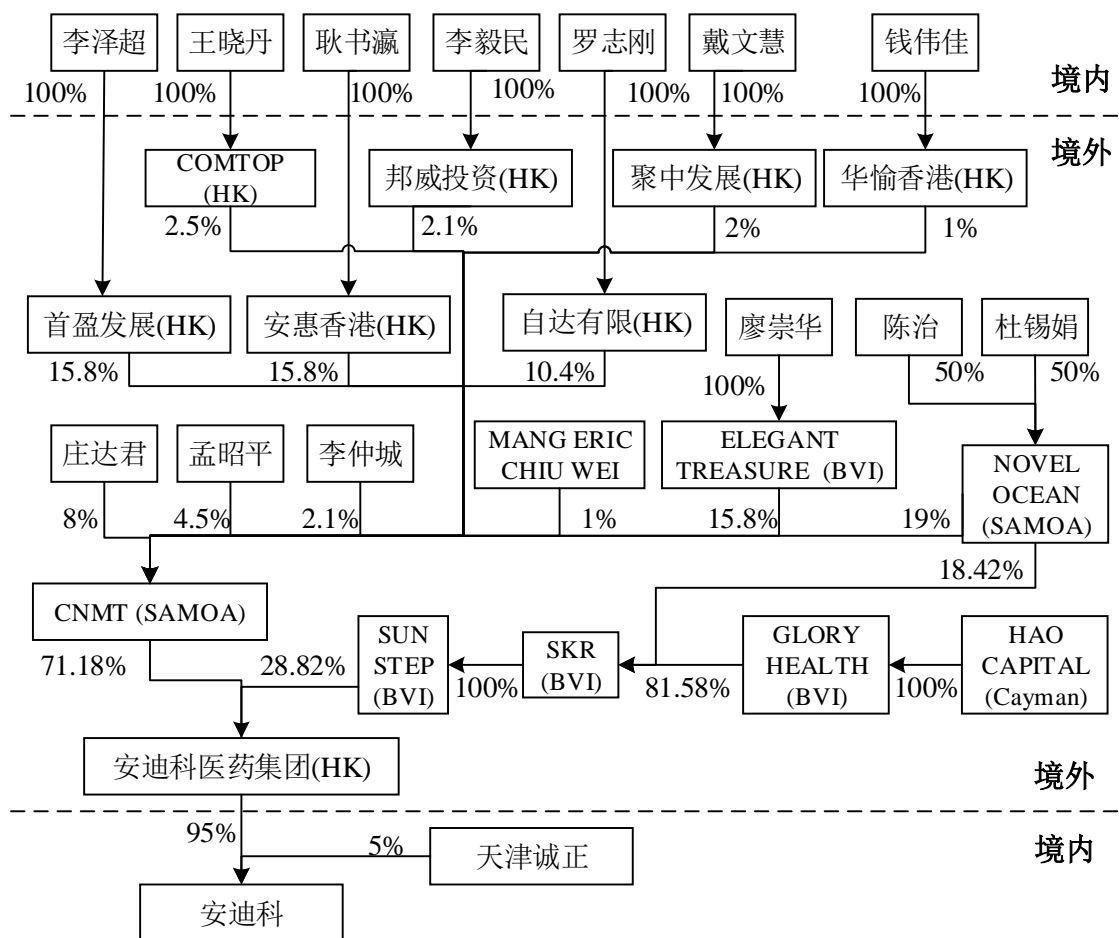 李泽超 王晓丹 耿书瀛 李毅民 罗志刚 戴文慧 钱伟佳
100% 100% 100% 100% 100% 100% 100%
境内
境外
COMTOP
(HK)
邦威投资(HK)
聚中发展(HK)
华愉香港(HK)
2.5% 2.1% 2% 1%
首盈发展(HK) 安惠香港(HK) 自达有限(HK)
廖崇华 陈治 杜锡娟
15.8% 15.8% 10.4%
100% 50% 50%
庄达君 孟昭平 李仲城
MANG ERIC
CHIU WEI
ELEGANT
TREASURE (BVI)
NOVEL
OCEAN
(SAMOA)
8% 4.5% 2.1% 1% 15.8% 19%
18.42%
CNMT (SAMOA)
SUN
STEP
(BVI)
SKR
(BVI)
GLORY
HEALTH
(BVI)
HAO
CAPITAL
(Cayman)
71.18% 28.82% 100% 81.58% 100%
安迪科医药集团(HK)
境外
95% 5%
天津诚正
境内
安迪科